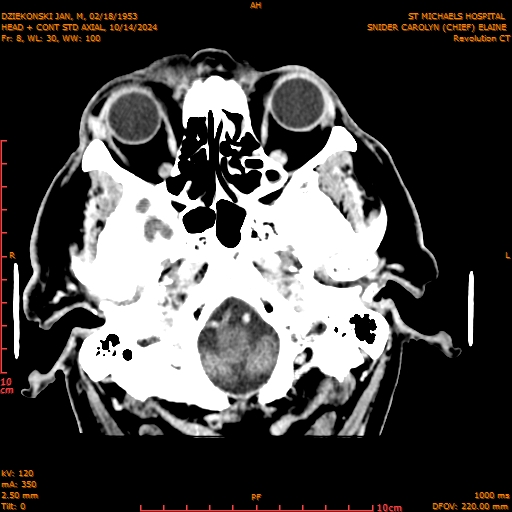 AH
DZIEKONSKI JAN, M, 02/18/1953
HEAD + CONT STD AXIAL, 10/14/2024
Fr: 8, WL: 30, WW: 100
ST MICHAELS HOSPITAL
SNIDER CAROLYN (CHIEF) ELAINE
Revolution CT
R
L
10
cm
kV: 120
mA: 350
2.50 mm
Tilt: 0
PF
10cm
1000 ms
DFOV: 220.00 mm